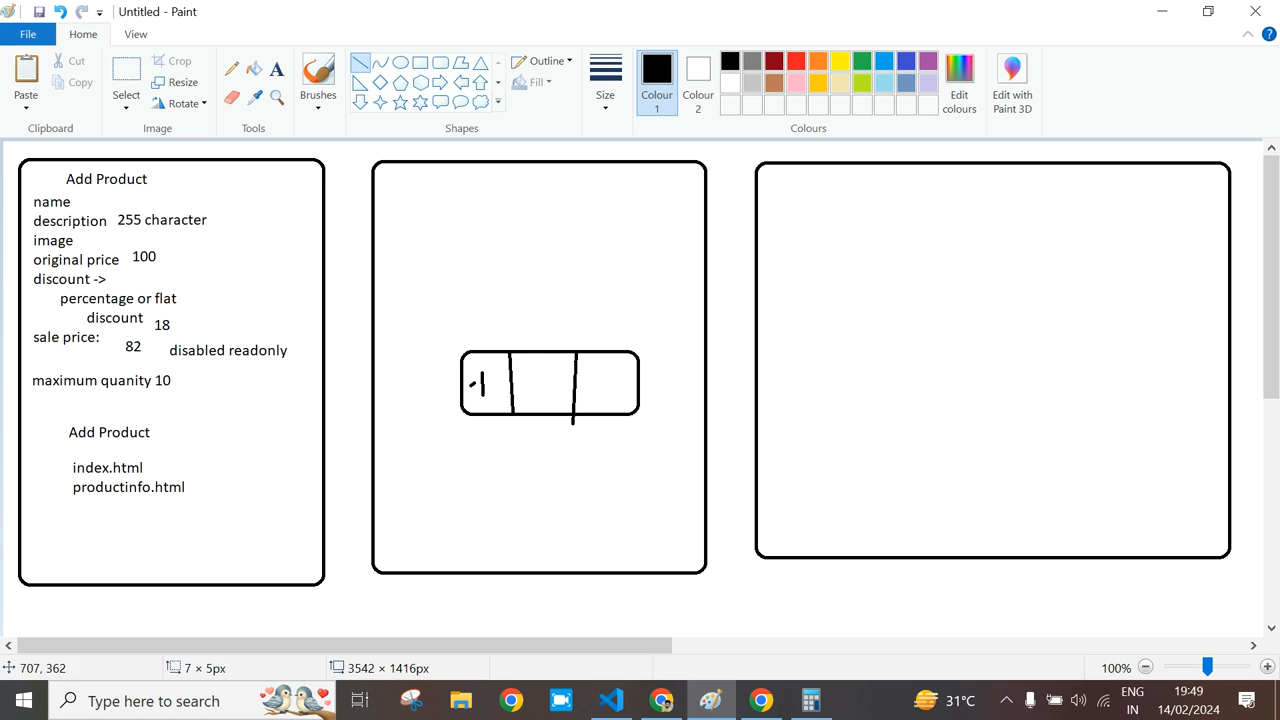 Untitled - Paint
File
Home
View
Paste
Cut
Copy
Clipboard
Select
Crop
Resize
Rotate
Image
Tools
Brushes
Shapes
Outline
Fill
Size
Colour
1
Colour
2
Edit
colours
Edit with
Paint 3D
Colours
Add Product
name
description 255 character
image
original price 100
discount ->
percentage or flat
discount 18
sale price: 82 disabled readonly
maximum quanity 10
Add Product
index.html
productinfo.html
707, 362
7 × 5px
3542 × 1416px
100%
Type here to search
31°C
ENG
IN
19:49
14/02/2024